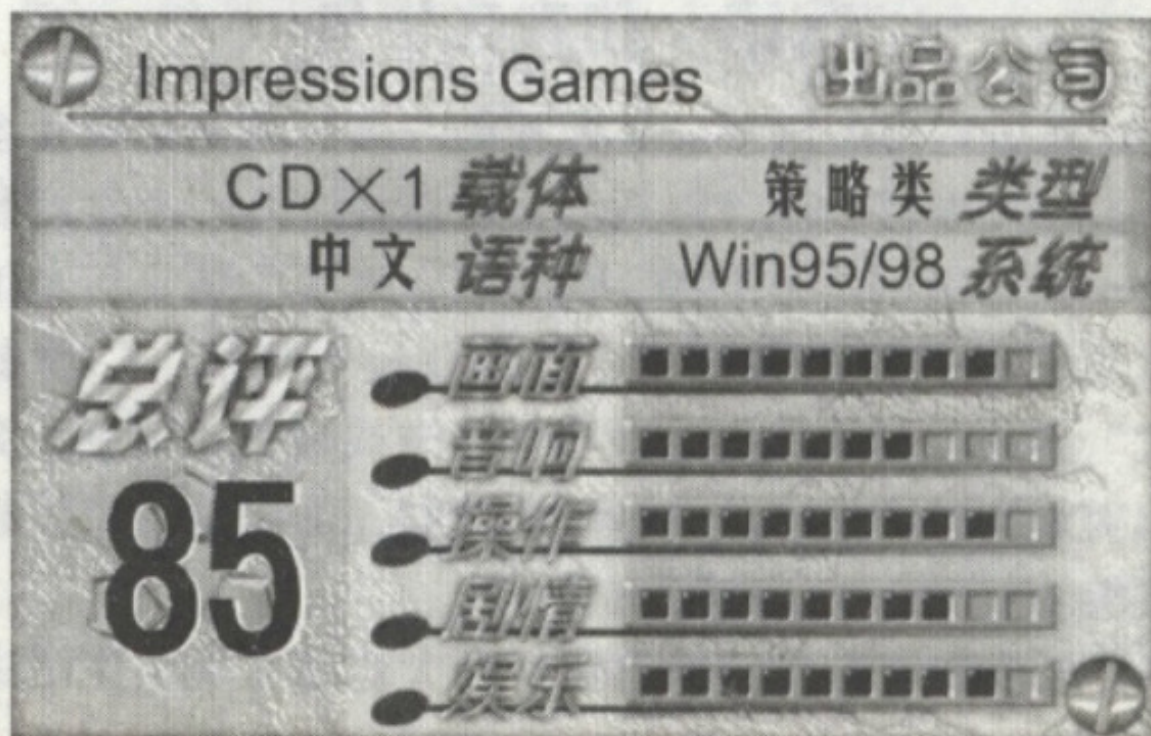 Impressions Games 出品公司
CD×1 载体 策略类 类型
中文 语种 Win95/98 系统
总评
85
画面
音响
操作
剧情
娱乐